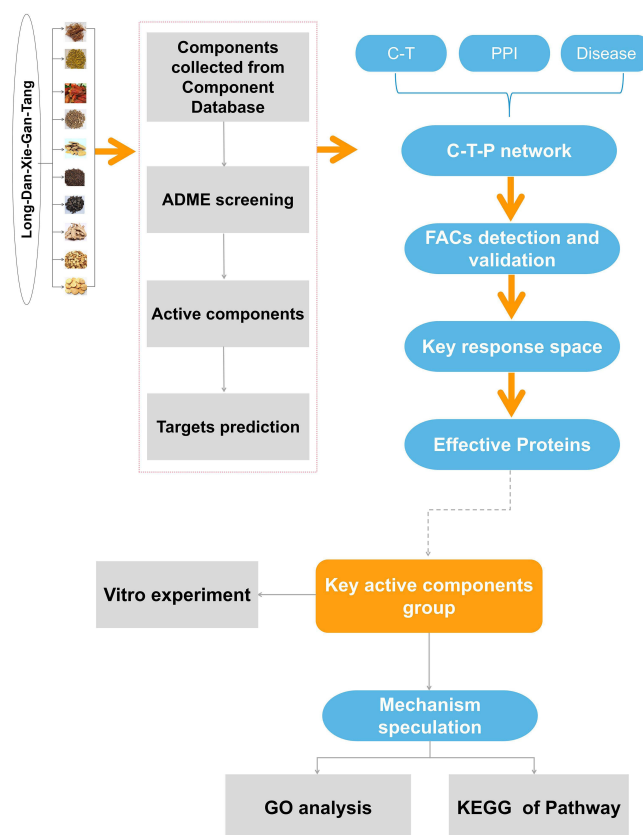 Long-Dan-Xie-Gan-Tang
Components
collected from
Component
Database
ADME screening
Active components
Targets prediction
C-T
PPI
Disease
C-T-P network
FACs detection and
validation
Key response space
Effective Proteins
Key active components
group
Vitro experiment
Mechanism
speculation
GO analysis
KEGG of Pathway